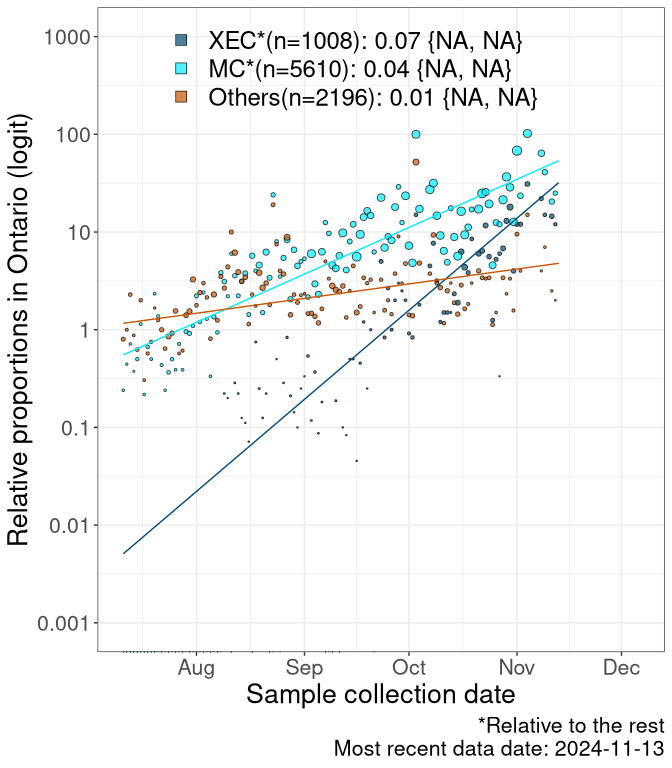 XEC*(n=1008): 0.07 {NA, NA}
MC*(n=5610): 0.04 {NA, NA}
Others(n=2196): 0.01 {NA, NA}
Relative proportions in Ontario (logit)
1000
100
10
1
0.1
0.01
0.001
Aug Sep Oct Nov Dec
Sample collection date
*Relative to the rest
Most recent data date: 2024-11-13